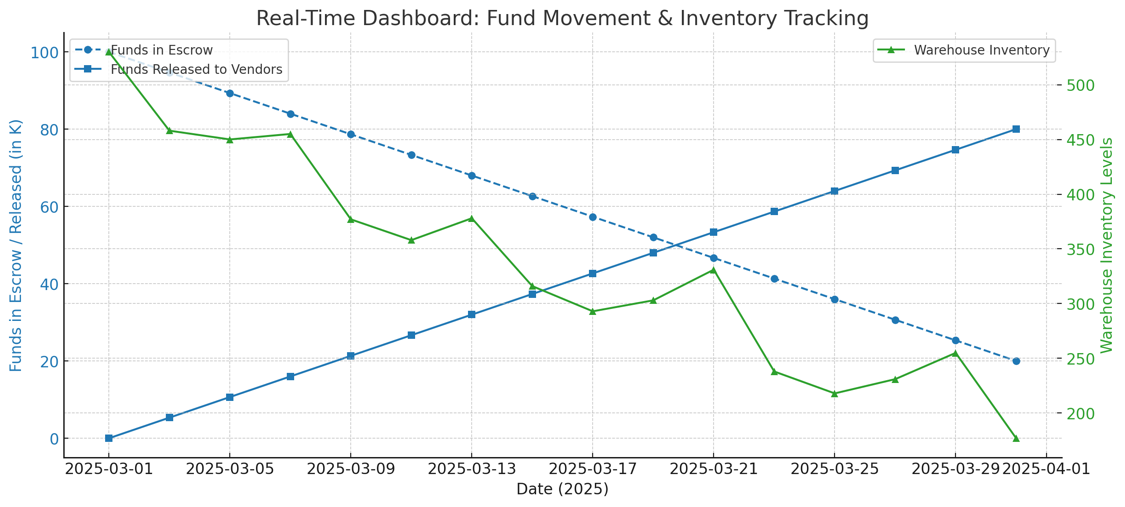 Real-Time Dashboard: Fund Movement & Inventory Tracking
Funds in Escrow
Funds Released to Vendors
Warehouse Inventory
Funds in Escrow / Released (in K)
100
80
60
40
20
0
Warehouse Inventory Levels
500
450
400
350
300
250
200
2025-03-01 2025-03-05 2025-03-09 2025-03-13 2025-03-17 2025-03-21 2025-03-25 2025-03-29 2025-04-01
Date (2025)